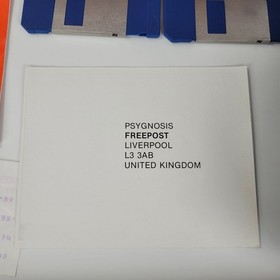 PSYGNOSIS
FREEPOST
LIVERPOOL
L3 3AB
UNITED KINGDOM